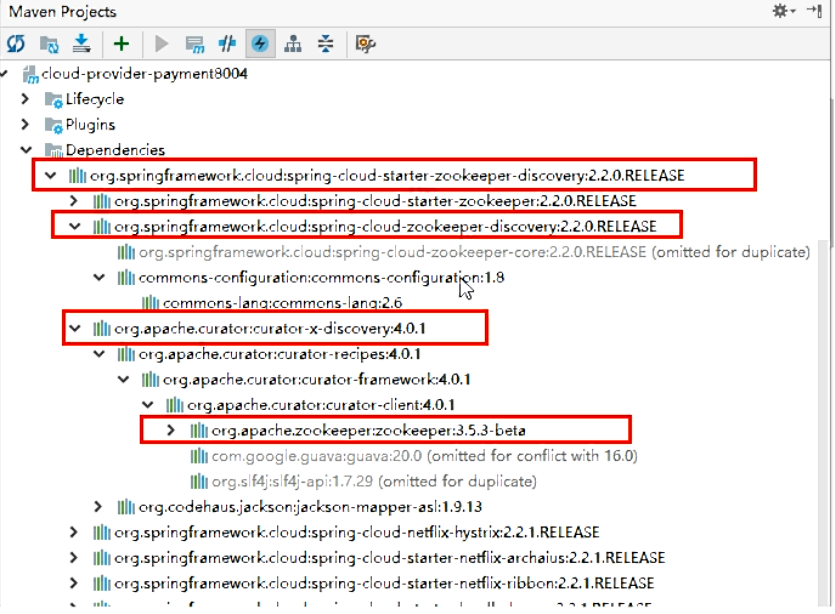 Maven Projects
cloud-provider-payment8004
Lifecycle
Plugins
Dependencies
org.springframework.cloud:spring-cloud-starter-zookeeper-discovery:2.2.0.RELEASE
org.springframework.cloud:spring-cloud-starter-zookeeper:2.2.0.RELEASE
org.springframework.cloud:spring-cloud-zookeeper-discovery:2.2.0.RELEASE
org.springframework.cloud:spring-cloud-zookeeper-core:2.2.0.RELEASE (omitted for duplicate)
commons-configuration:commons-configuration:1.8
commons-lang:commons-lang:2.6
org.apache.curator:curator-x-discovery:4.0.1
org.apache.curator:curator-recipes:4.0.1
org.apache.curator:curator-framework:4.0.1
org.apache.curator:curator-client:4.0.1
org.apache.zookeeper:zookeeper:3.5.3-beta
com.google.guava:guava:20.0 (omitted for conflict with 16.0)
org.slf4j:slf4j-api:1.7.29 (omitted for duplicate)
org.codehaus.jackson:jackson-mapper-asl:1.9.13
org.springframework.cloud:spring-cloud-netflix-hystrix:2.2.1.RELEASE
org.springframework.cloud:spring-cloud-starter-netflix-archaius:2.2.1.RELEASE
org.springframework.cloud:spring-cloud-starter-netflix-ribbon:2.2.1.RELEASE